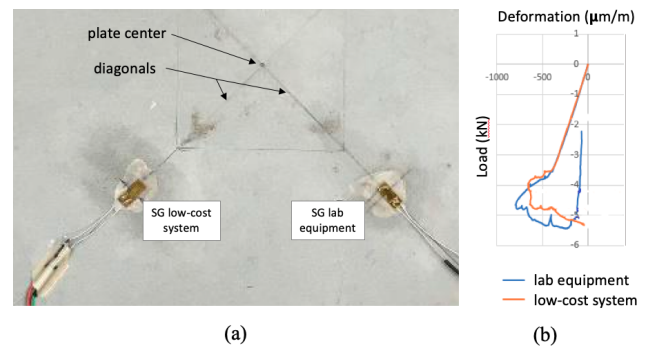 plate center
diagonals
SG low-cost
system
SG lab
equipment
(a)
Deformation (μm/m)
1
-1000
-500
0
0
-1
-2
-3
-4
-5
-6
Load (kN)
lab equipment
low-cost system
(b)